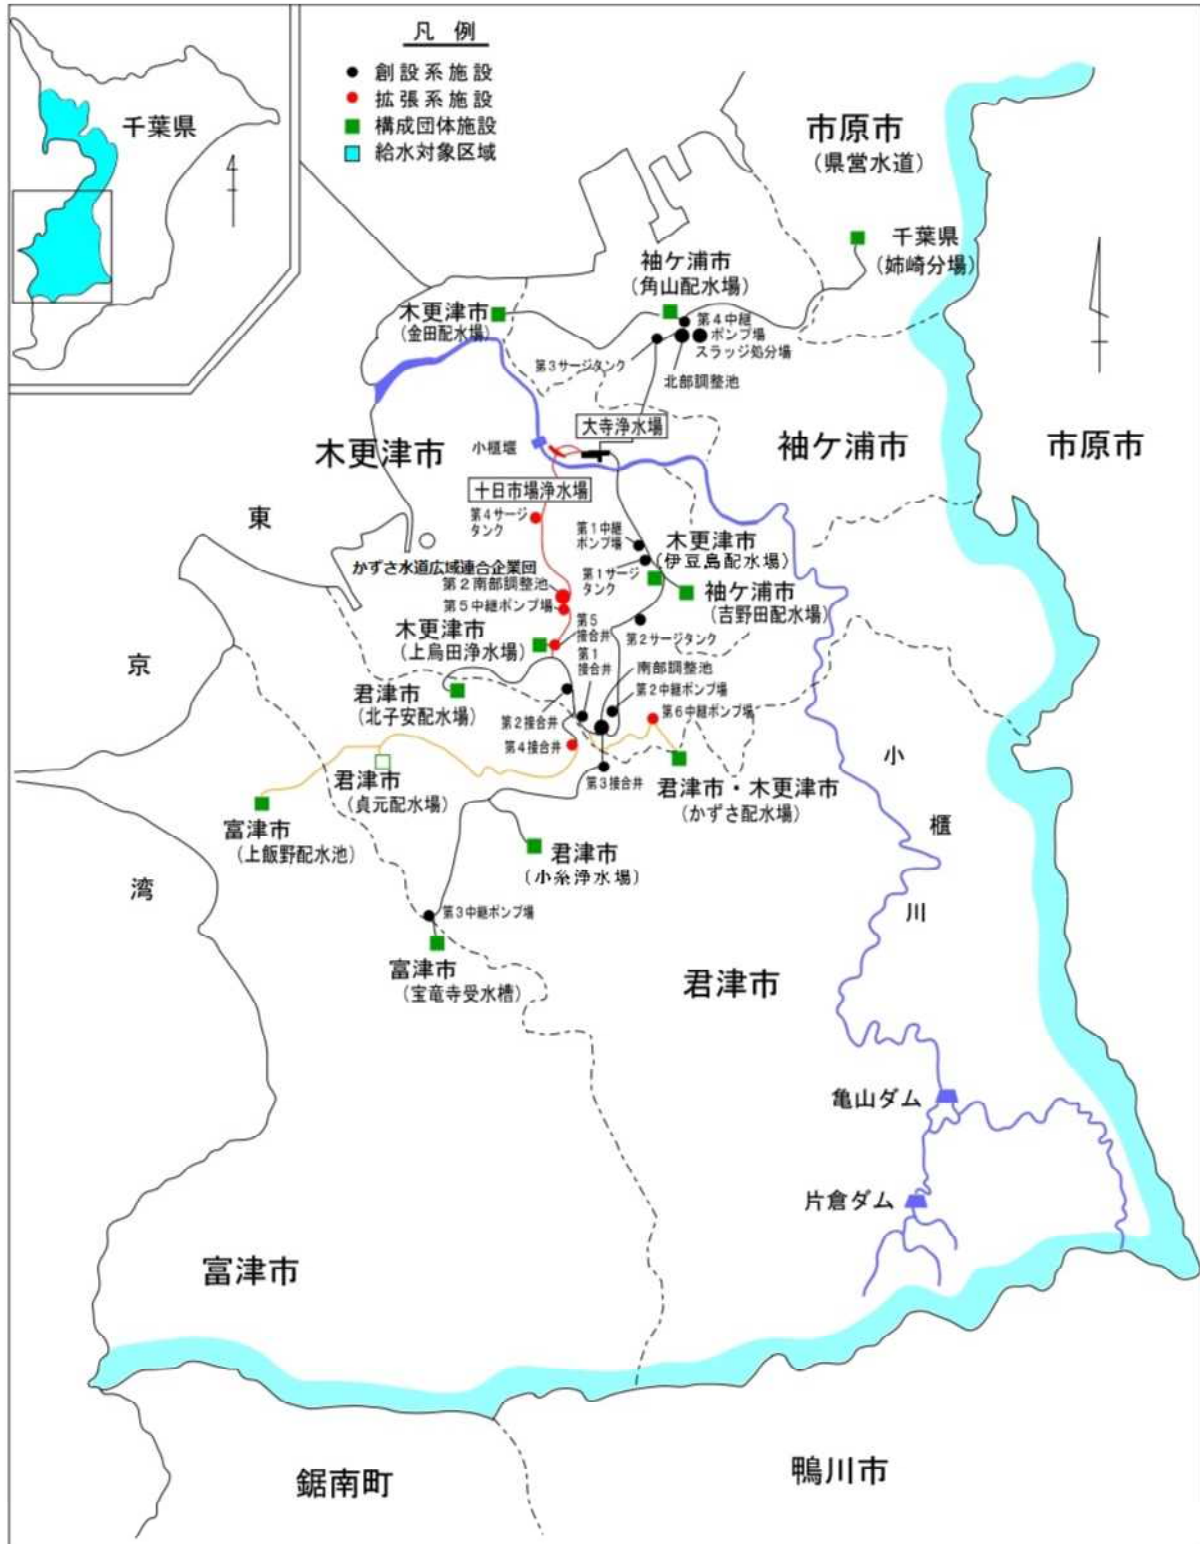 凡例
創設系施設
拡張系施設
構成団体施設
給水対象区域
千葉県
4
市原市
(県営水道)
千葉県
(姉崎分場)
袖ケ浦市
(角山配水場)
木更津市
(金田配水場)
第4中継
ポンプ場
スラッジ処分場
第3サージタンク
北部調整池
大寺浄水場
木更津市
小櫃堰
袖ケ浦市
市原市
十日市場浄水場
第4サージ
タンク
東
第1中継
ポンプ場
木更津市
(伊豆島配水場)
かずさ水道広域連合企業団
第1サージ
タンク
第2南部調整池
第5中継ポンプ場
袖ケ浦市
(吉野田配水場)
木更津市
(上烏田浄水場)
第5
接合井
第2サージタンク
第1
接合井
京
南部調整池
君津市
(北子安配水場)
第2中継ポンプ場
第2接合井
第6中継ポンプ場
第4接合井
小
君津市
(貞元配水場)
第3接合井
君津市・木更津市
(かずさ配水場)
富津市
(上飯野配水池)
櫃
君津市
(小糸浄水場)
湾
川
第3中継ポンプ場
富津市
(宝竜寺受水槽)
君津市
亀山ダム
片倉ダム
富津市
鋸南町
鴨川市